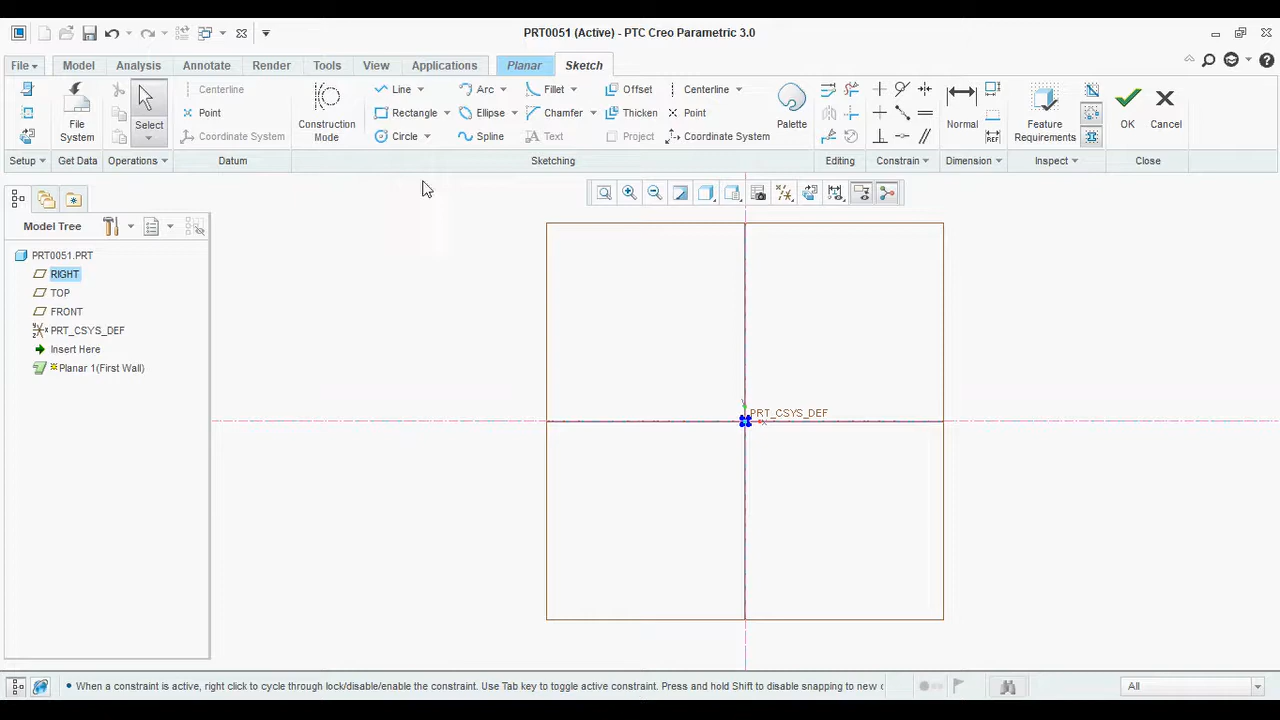 PRT0051 (Active) - PTC Creo Parametric 3.0
File Model Analysis Annotate Render Tools View Applications Planar Sketch
File System
Select
Centerline
Point
Coordinate System
Construction Mode
Line Arc Fillet Offset Centerline
Rectangle Ellipse Chamfer Thicken Point
Circle Spline Text Project Coordinate System
Palette
Normal
Feature Requirements
OK
Cancel
Setup Get Data Operations Datum Sketching Editing Constrain Dimension Inspect Close
Model Tree
PRT0051.PRT
RIGHT
TOP
FRONT
PRT_CSYS_DEF
Insert Here
Planar 1(First Wall)
PRT_CSYS_DEF
• When a constraint is active, right click to cycle through lock/disable/enable the constraint. Use Tab key to toggle active constraint. Press and hold Shift to disable snapping to new
All